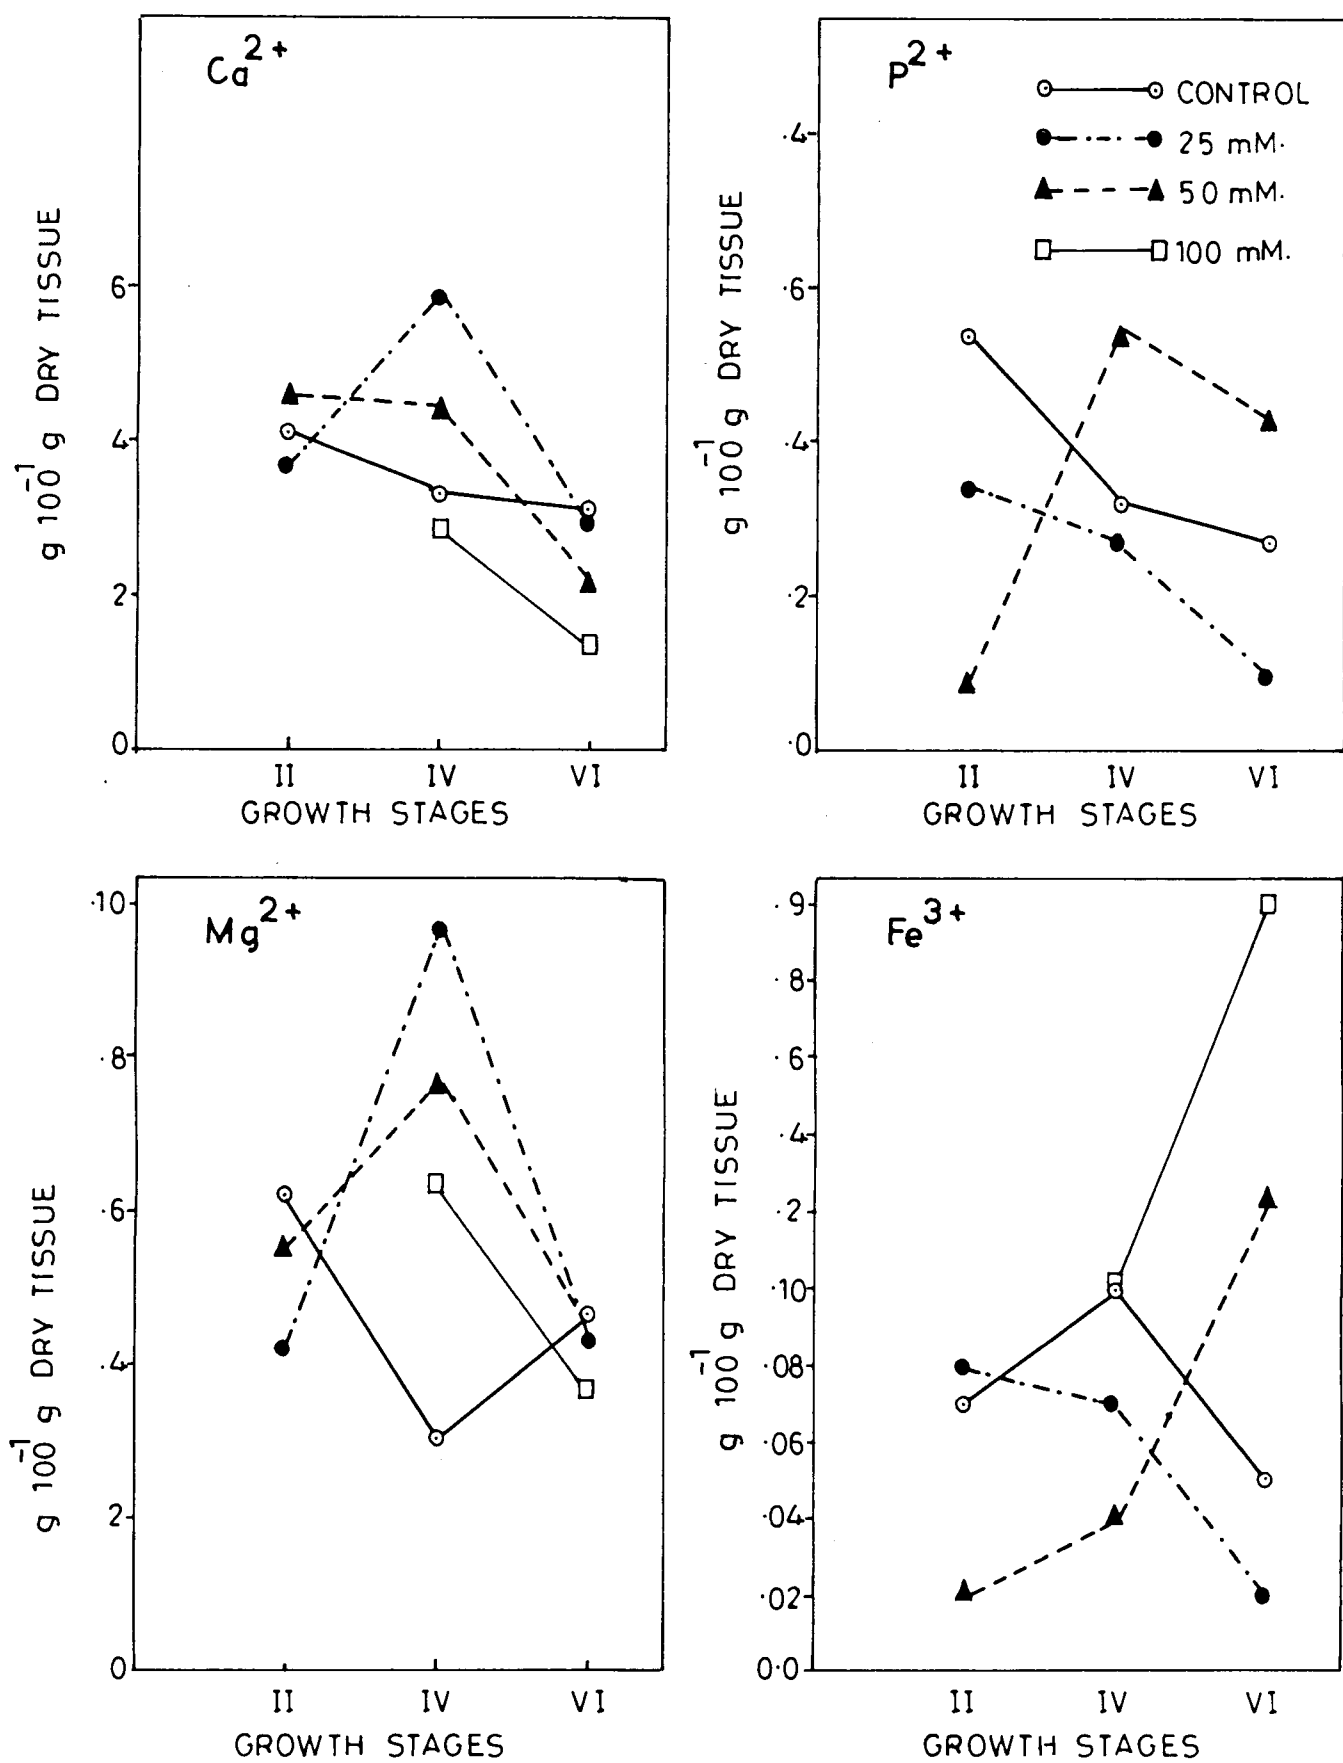 Ca2+
6
4
2
0
g 100-1 g DRY TISSUE
II IV VI
GROWTH STAGES
P2+
CONTROL
25 mM.
50 mM.
100 mM.
.4
.6
.4
.2
.0
g 100-1 g DRY TISSUE
II IV VI
GROWTH STAGES
Mg2+
.10
.8
.6
.4
2
0
g 100-1 g DRY TISSUE
II IV VI
GROWTH STAGES
Fe3+
.9
.8
.6
.4
.2
.10
.08
.06
.04
.02
0.0
g 100-1 g DRY TISSUE
II IV VI
GROWTH STAGES